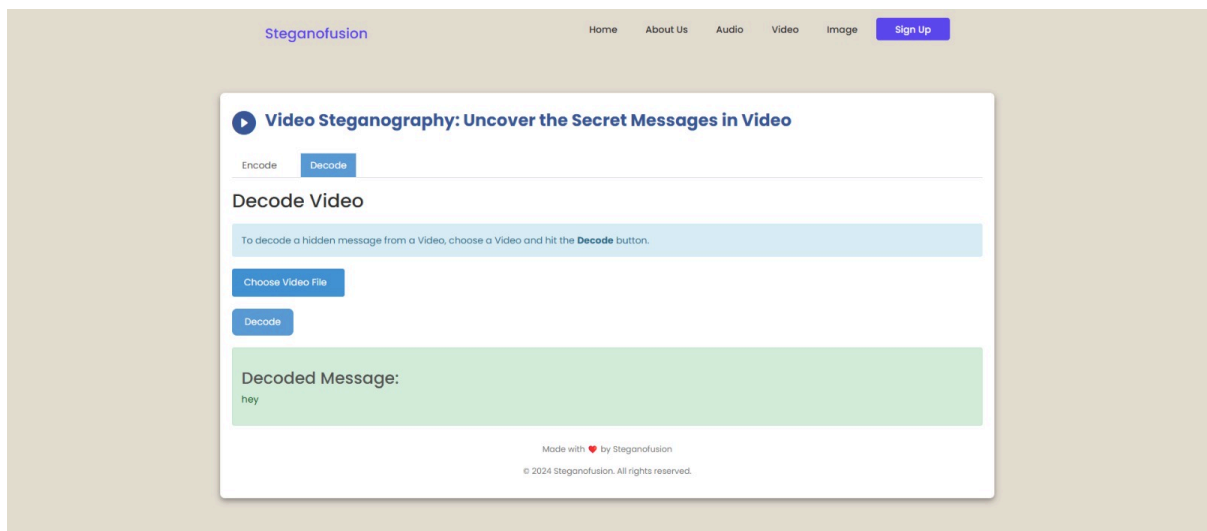 Steganofusion
Home About Us Audio Video Image Sign Up
Video Steganography: Uncover the Secret Messages in Video
Encode Decode
Decode Video
To decode a hidden message from a Video, choose a Video and hit the Decode button.
Choose Video File
Decode
Decoded Message:
hey
Made with ❤ by Steganofusion
© 2024 Steganofusion. All rights reserved.